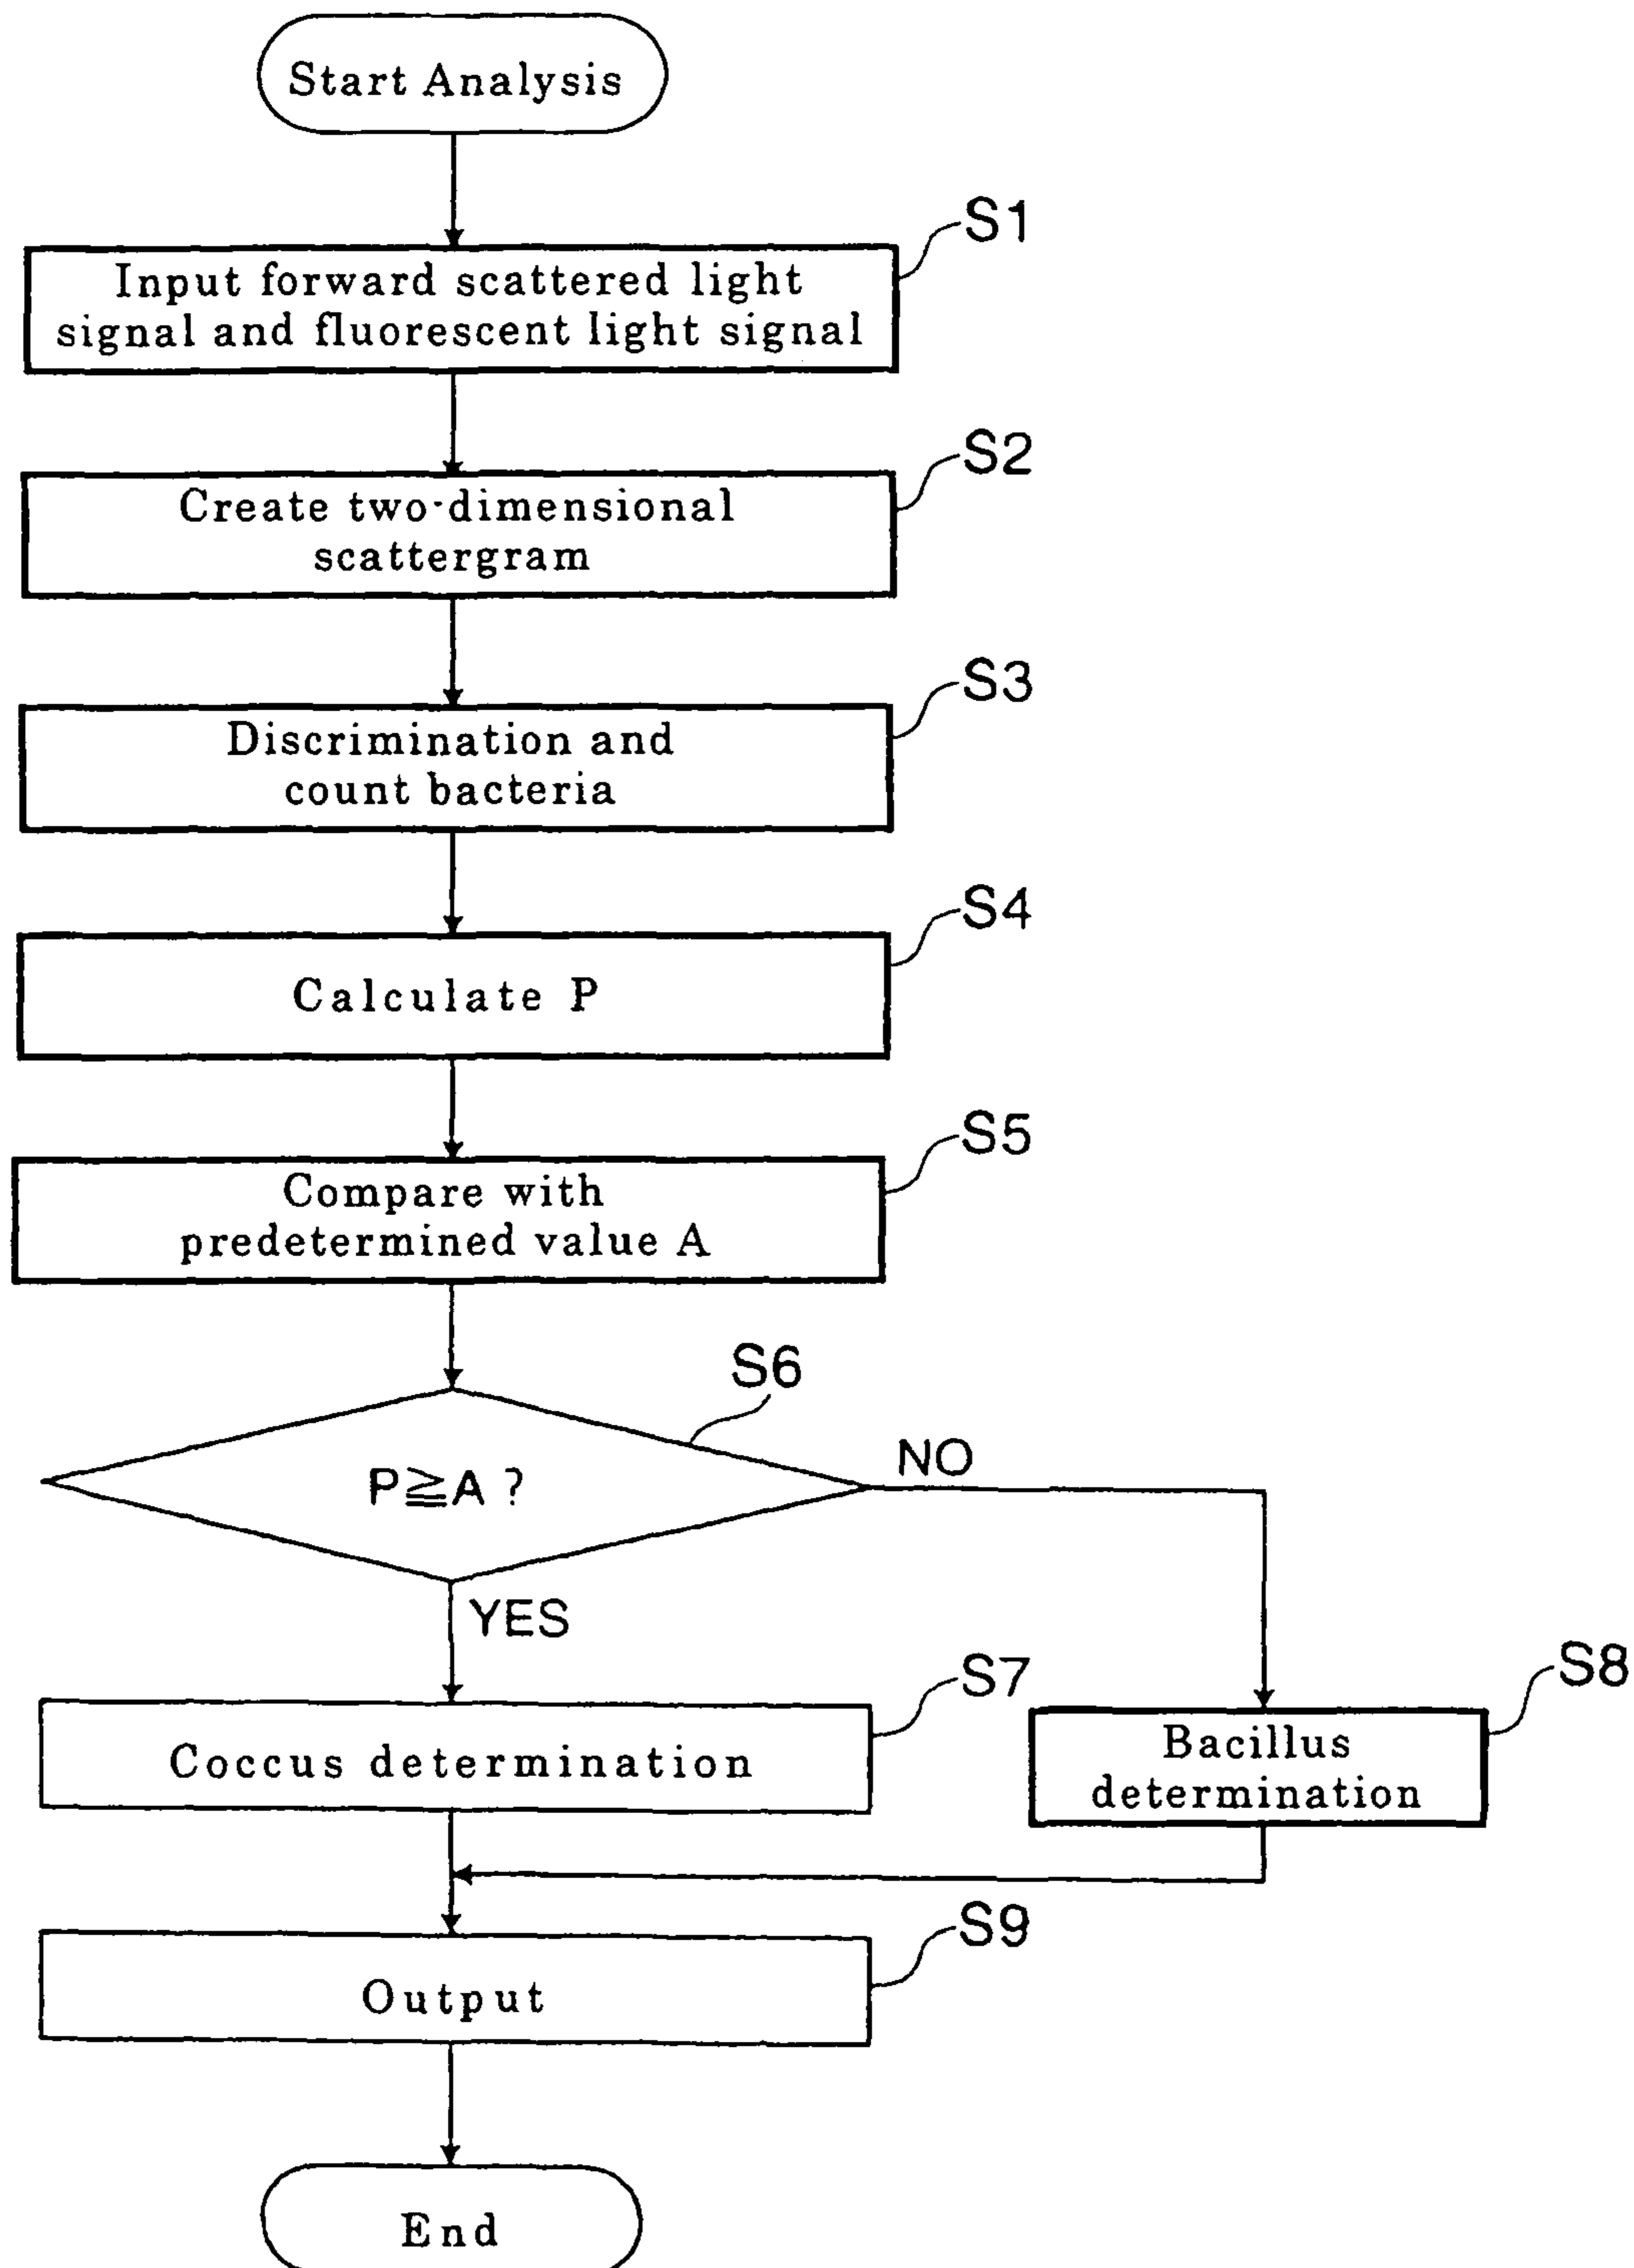 Start Analysis
S1
Input forward scattered light
signal and fluorescent light signal
S2
Create two-dimensional
scattergram
S3
Discrimination and
count bacteria
S4
Calculate P
S5
Compare with
predetermined value A
S6
P≧A ?
NO
YES
S7
Coccus determination
S8
Bacillus
determination
S9
Output
End